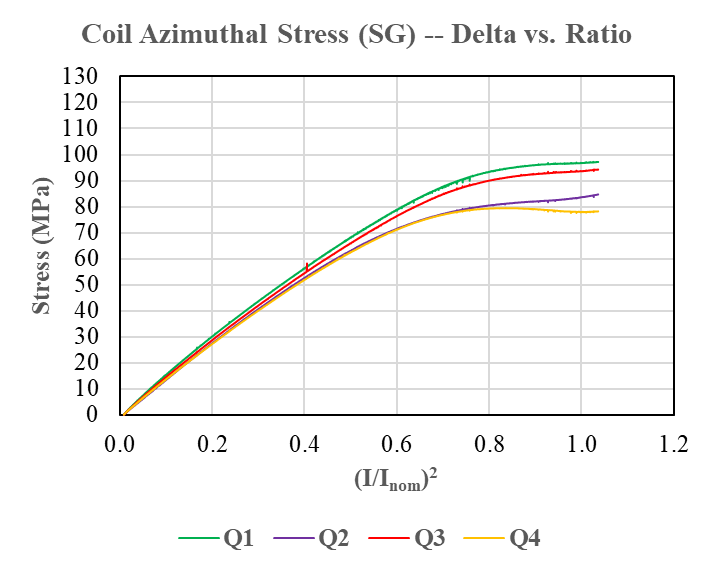 Coil Azimuthal Stress (SG) -- Delta vs. Ratio
130
120
110
100
90
80
70
60
50
40
30
20
10
0
Stress (MPa)
0.0 0.2 0.4 0.6 0.8 1.0 1.2
(I/Inom)²
Q1 Q2 Q3 Q4